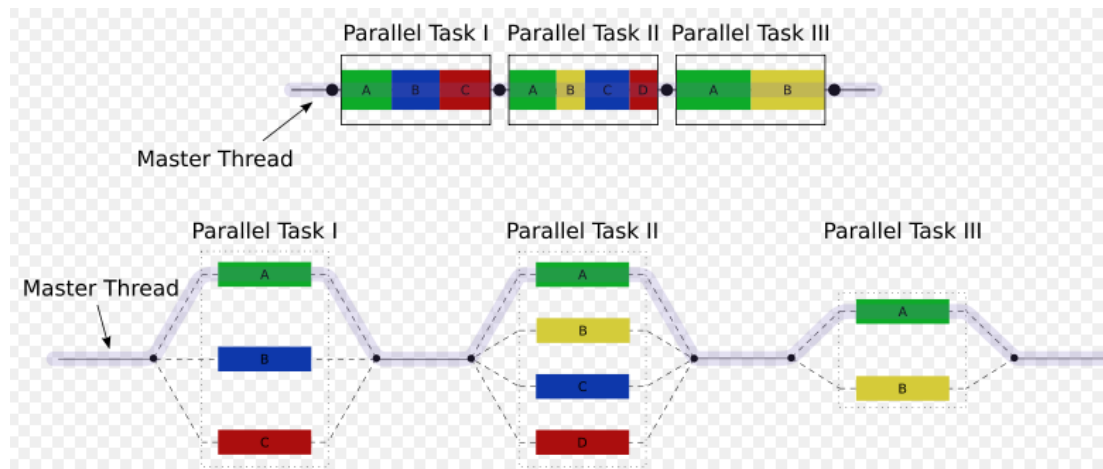 Parallel Task I Parallel Task II Parallel Task III
A B C A B C D A B
Master Thread
Parallel Task I Parallel Task II Parallel Task III
A A
Master Thread
A
B
B
C
B
C D